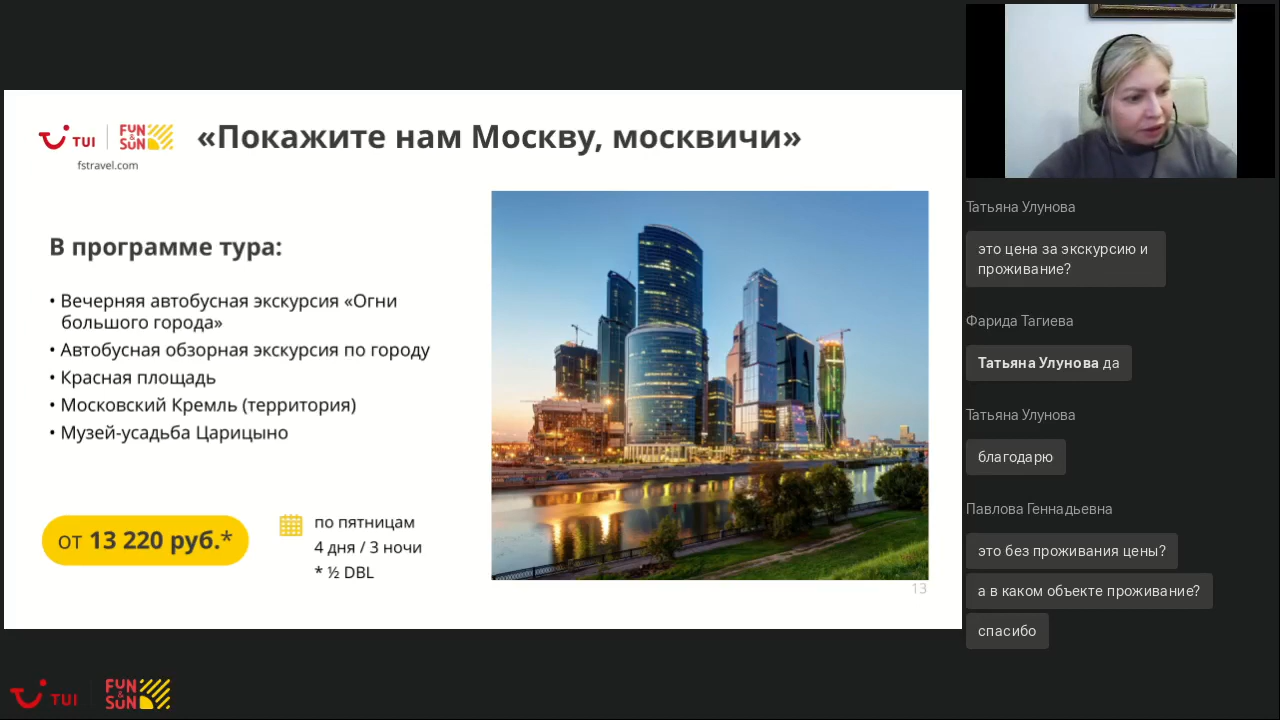 TUI
FUN
&
SUN
fstravel.com
«Покажите нам Москву, москвичи»
В программе тура:
• Вечерняя автобусная экскурсия «Огни
большого города»
• Автобусная обзорная экскурсия по городу
• Красная площадь
• Московский Кремль (территория)
• Музей-усадьба Царицыно
от 13 220 руб.*
по пятницам
4 дня / 3 ночи
* ½ DBL
13
TUI
FUN
&
SUN
Татьяна Улунова
это цена за экскурсию и
проживание?
Фарида Тагиева
Татьяна Улунова да
Татьяна Улунова
благодарю
Павлова Геннадьевна
это без проживания цены?
а в каком объекте проживание?
спасибо